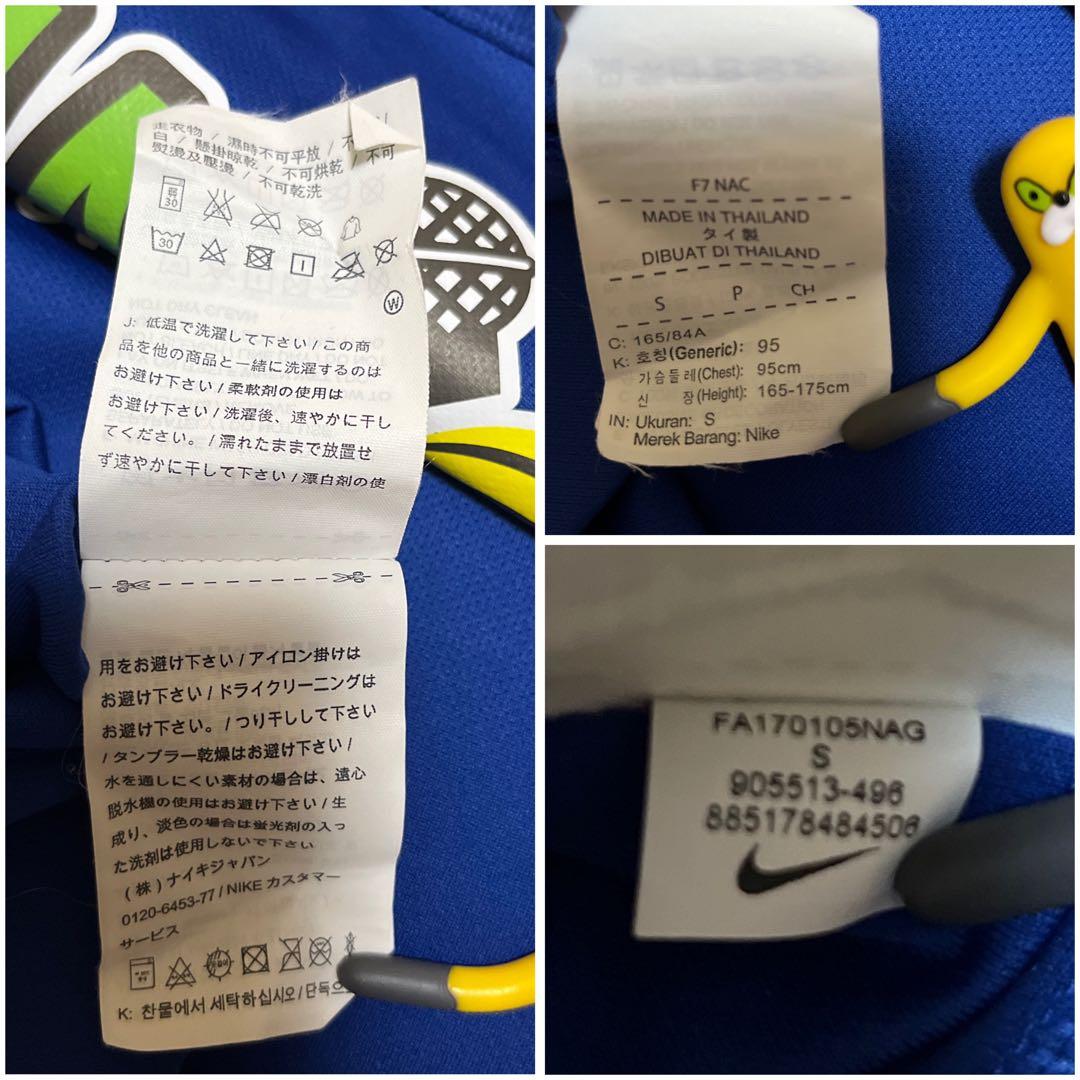 走衣物 / 濕時不可平放 / 不
白 / 懸掛晾乾 / 不可烘乾 / 不可
熨燙及壓燙 / 不可乾洗
弱
30
30
W
J: 低温で洗濯して下さい / この商
品を他の商品と一緒に洗濯するのは
お避け下さい / 柔軟剤の使用は
お避け下さい / 洗濯後、速やかに干し
てください。 / 濡れたままで放置せ
ず速やかに干して下さい / 漂白剤の使
用をお避け下さい / アイロン掛けは
お避け下さい / ドライクリーニングは
お避け下さい。 / つり干しして下さい
/ タンブラー乾燥はお避け下さい /
水を通しにくい素材の場合は、遠心
脱水機の使用はお避け下さい / 生
成り、淡色の場合は蛍光剤の入っ
た洗剤は使用しないで下さい
(株) ナイキジャパン
0120-6453-77 / NIKE カスタマー
サービス
K: 찬물에서 세탁하십시오 / 단독으
F7 NAC
MADE IN THAILAND
タイ製
DIBUAT DI THAILAND
S P CH
C: 165/84A
K: 호칭(Generic): 95
가슴둘레(Chest): 95cm
신 장(Height): 165-175cm
IN: Ukuran: S
Merek Barang: Nike
FA170105NAG
S
905513-496
885178484506